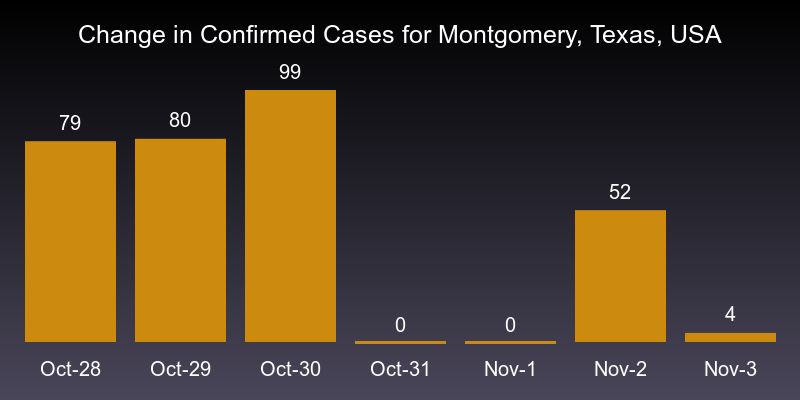 Change in Confirmed Cases for Montgomery, Texas, USA
79 80 99 0 0 52 4
Oct-28 Oct-29 Oct-30 Oct-31 Nov-1 Nov-2 Nov-3